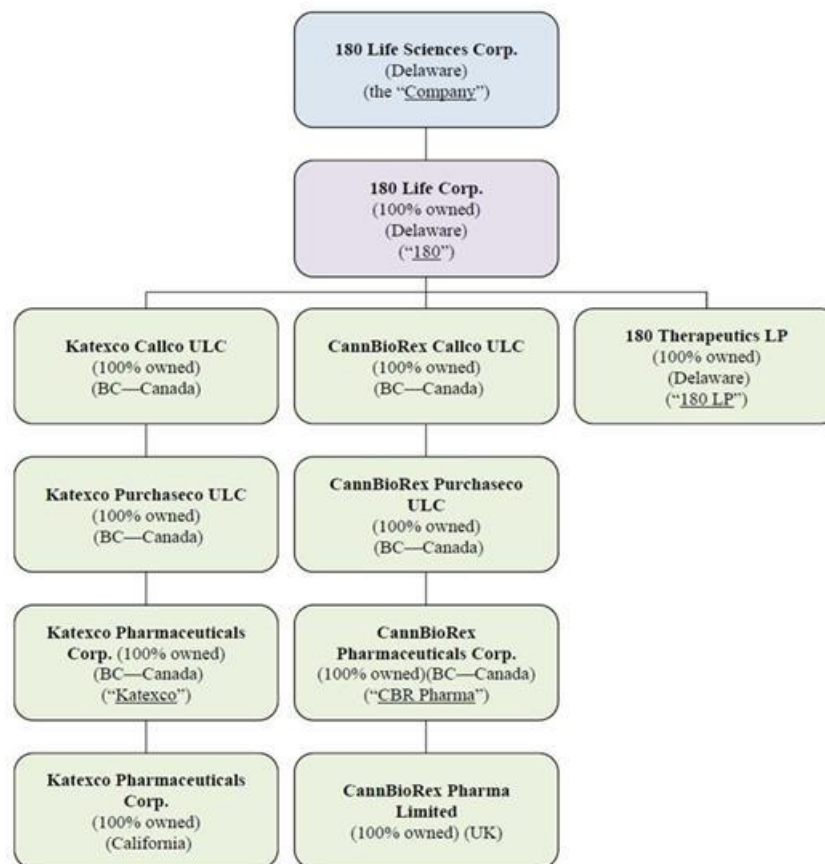 180 Life Sciences Corp.
(Delaware)
(the “Company”)
180 Life Corp.
(100% owned)
(Delaware)
(“180”)
Katexco Callco ULC
(100% owned)
(BC—Canada)
CannBioRex Callco ULC
(100% owned)
(BC—Canada)
180 Therapeutics LP
(100% owned)
(Delaware)
(“180 LP”)
Katexco Purchaseco ULC
(100% owned)
(BC—Canada)
CannBioRex Purchaseco
ULC
(100% owned)
(BC—Canada)
Katexco Pharmaceuticals
Corp. (100% owned)
(BC—Canada)
(“Katexco”)
CannBioRex
Pharmaceuticals Corp.
(100% owned)(BC—Canada)
(“CBR Pharma”)
Katexco Pharmaceuticals
Corp.
(100% owned)
(California)
CannBioRex Pharma
Limited
(100% owned) (UK)